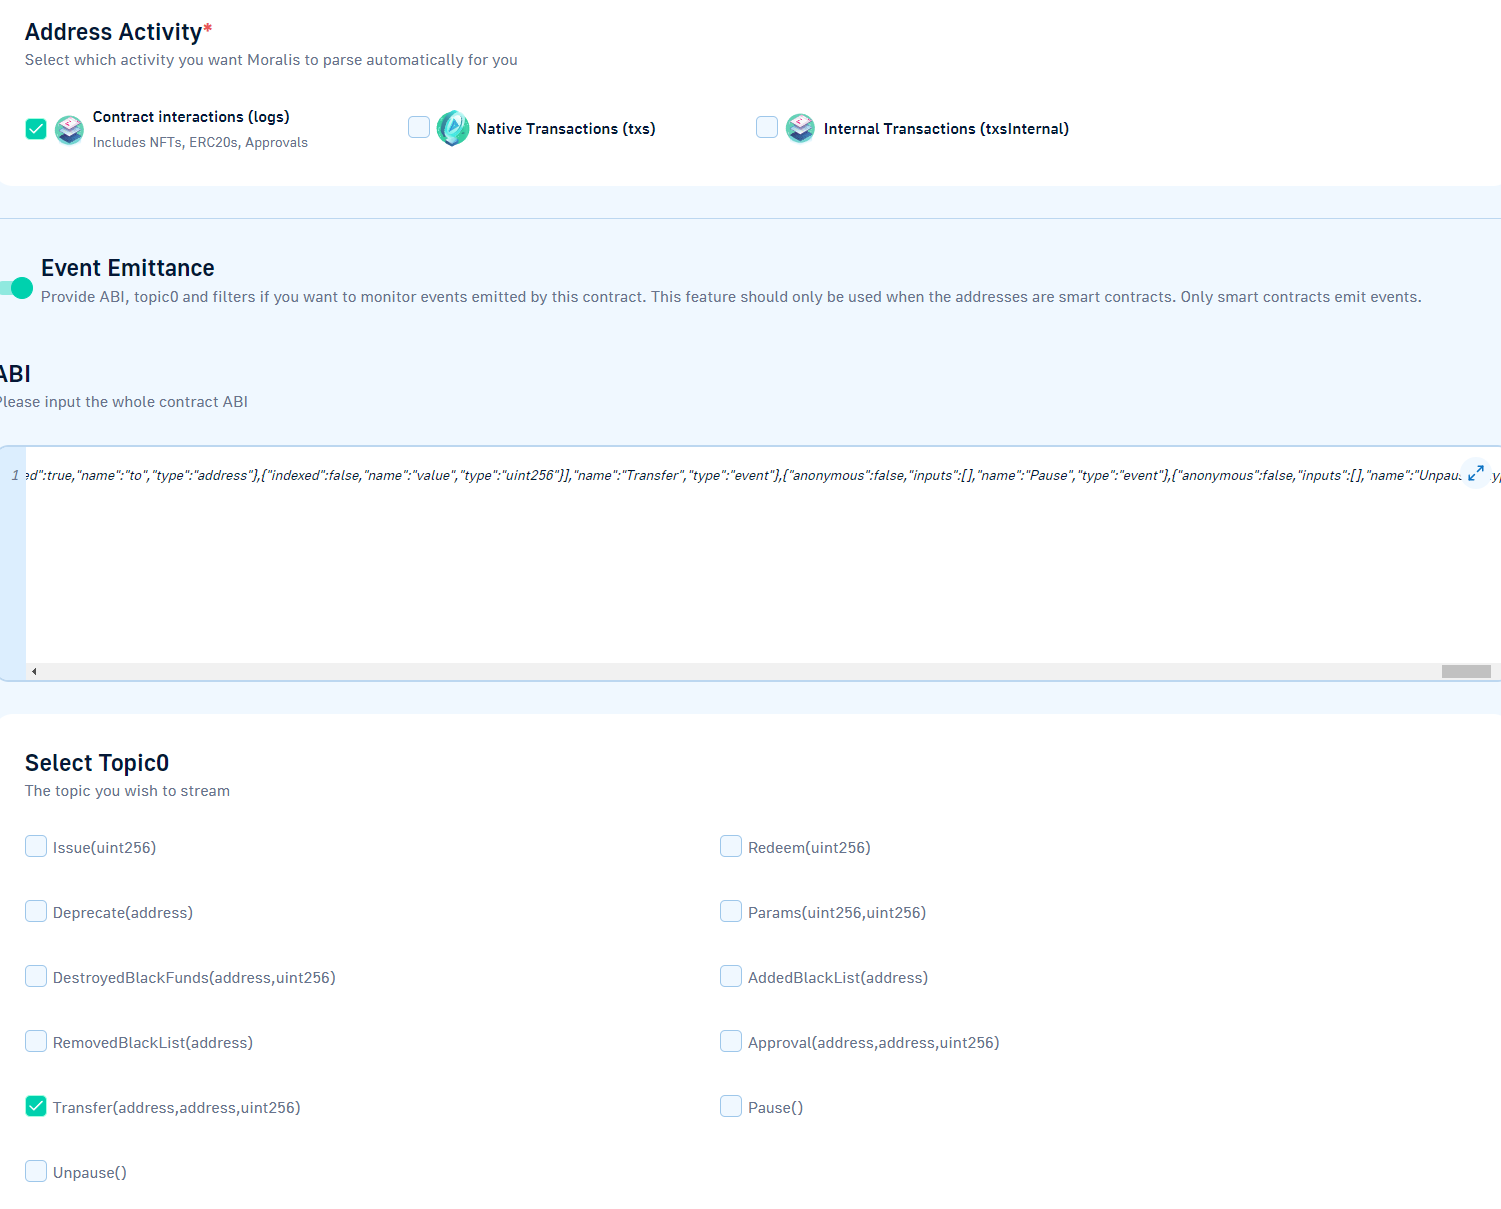 Address Activity*
Select which activity you want Moralis to parse automatically for you
Contract interactions (logs)
Includes NFTs, ERC20s, Approvals
Native Transactions (txs)
Internal Transactions (txsInternal)
Event Emittance
Provide ABI, topic0 and filters if you want to monitor events emitted by this contract. This feature should only be used when the addresses are smart contracts. Only smart contracts emit events.
ABI
Please input the whole contract ABI
1 ed":true,"name":"to","type":"address"},{"indexed":false,"name":"value","type":"uint256"}],"name":"Transfer","type":"event"},{"anonymous":false,"inputs":[],"name":"Pause","type":"event"},{"anonymous":false,"inputs":[],"name":"Unpau
Select Topic0
The topic you wish to stream
Issue(uint256)
Redeem(uint256)
Deprecate(address)
Params(uint256,uint256)
DestroyedBlackFunds(address,uint256)
AddedBlackList(address)
RemovedBlackList(address)
Approval(address,address,uint256)
Transfer(address,address,uint256)
Pause()
Unpause()